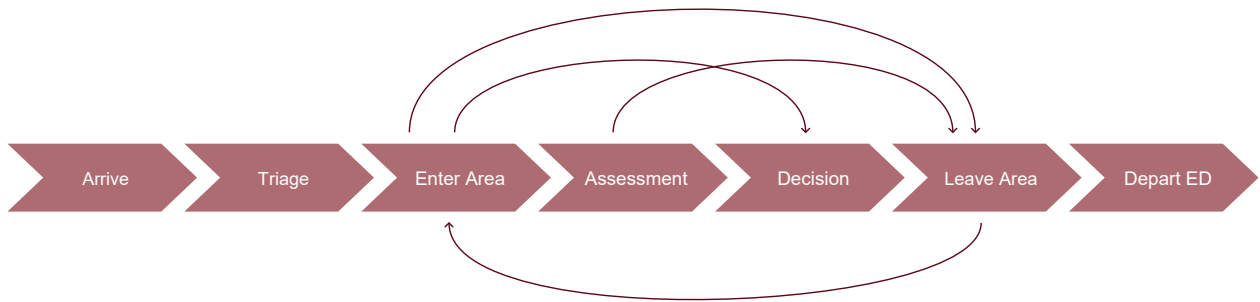 Arrive
Triage
Enter Area
Assessment
Decision
Leave Area
Depart ED